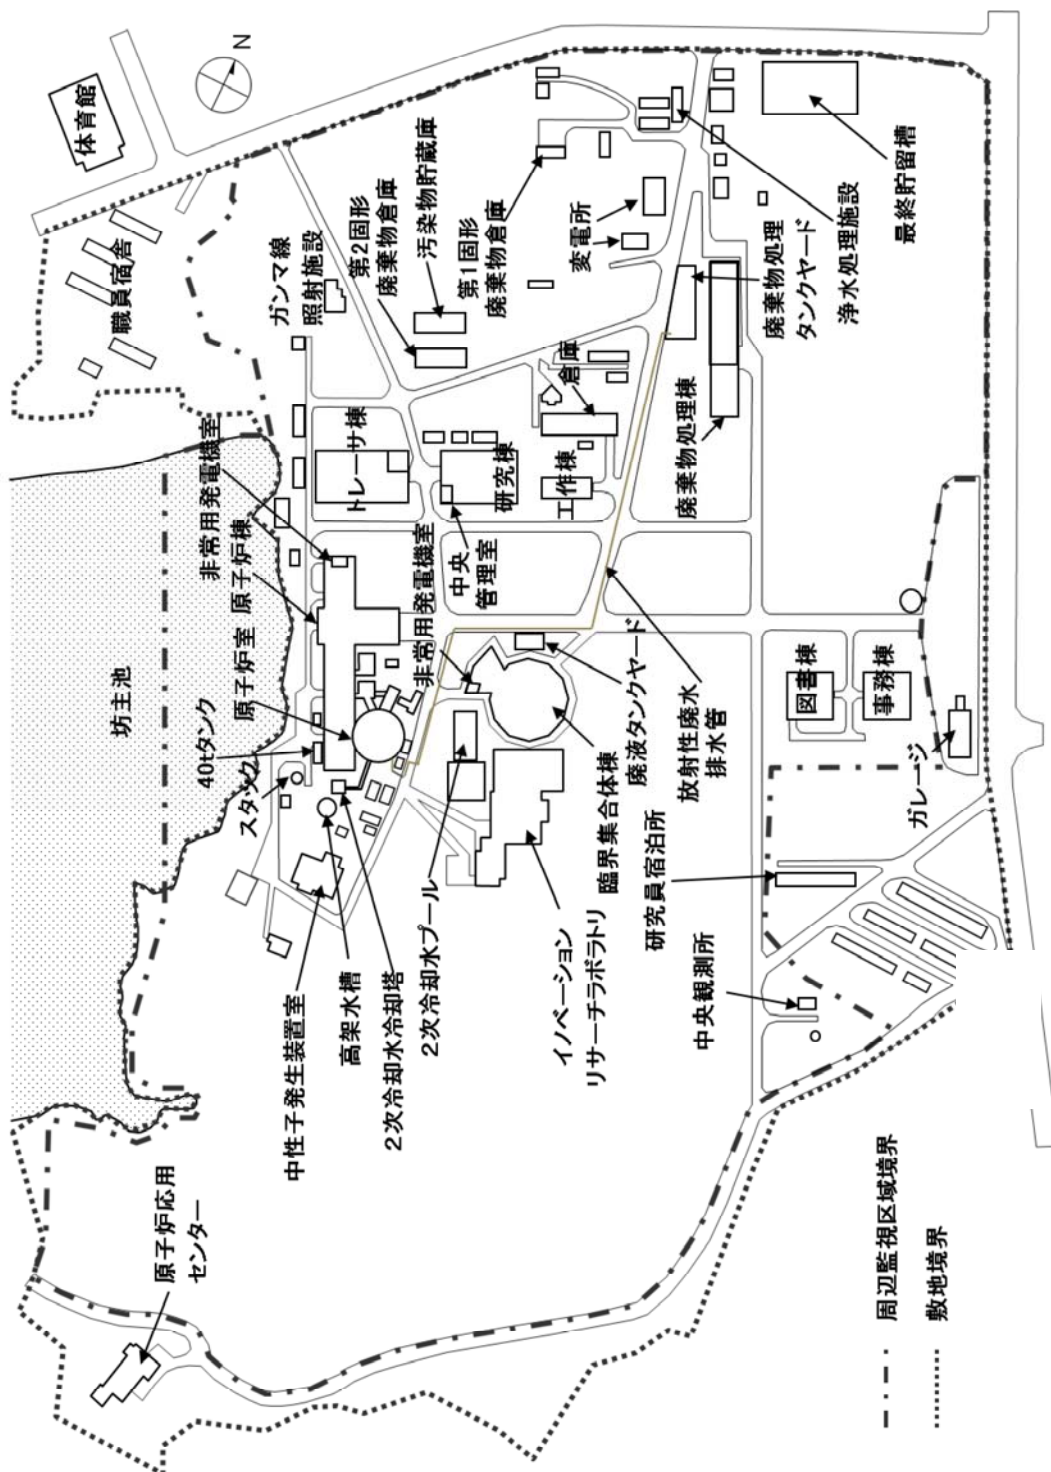 N
体育館
職員宿舎
ガンマ線
照射施設
第2固形
廃棄物倉庫
汚染物貯蔵庫
第1固形
廃棄物倉庫
変電所
廃棄物処理
タンクヤード
浄水処理施設
最終貯留槽
非常用発電機室
原子炉棟
原子炉室
40tタンク
スタック
坊主池
トレーサ棟
研究棟
中央
管理室
工作棟
倉庫
廃棄物処理棟
非常用発電機室
廃液タンクヤード
放射性廃水
排水管
図書棟
事務棟
ガレージ
中性子発生装置室
高架水槽
2次冷却水冷却塔
2次冷却水プール
イノベーション
リサーチラボラトリ
臨界集合体棟
研究員宿泊所
中央観測所
原子炉応用
センター
周辺監視区域境界
敷地境界